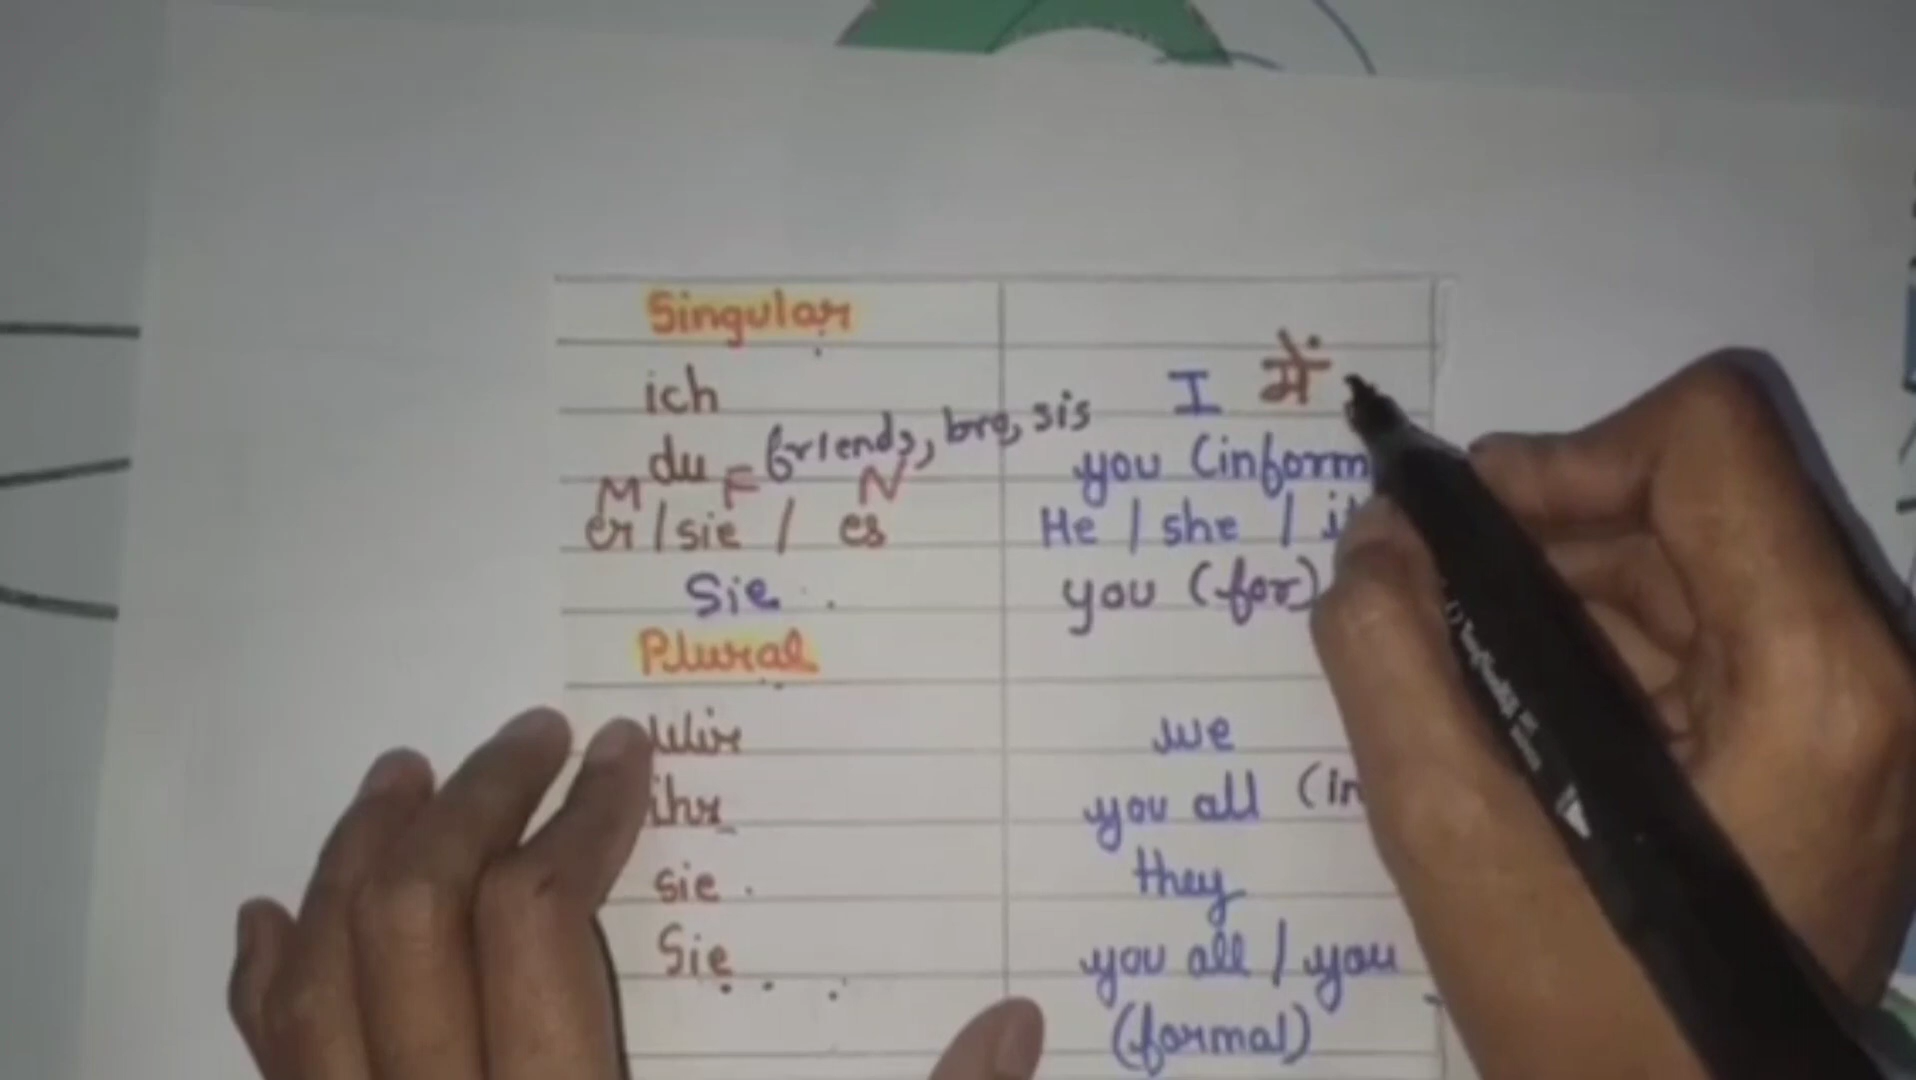 Singular
ich I में
du friends, bro, sis you (inform
M F N
er / sie / es He / she / it
Sie you (for)
Plural
Wir we
ihr you all (in
sie they
Sie you all / you
(formal)